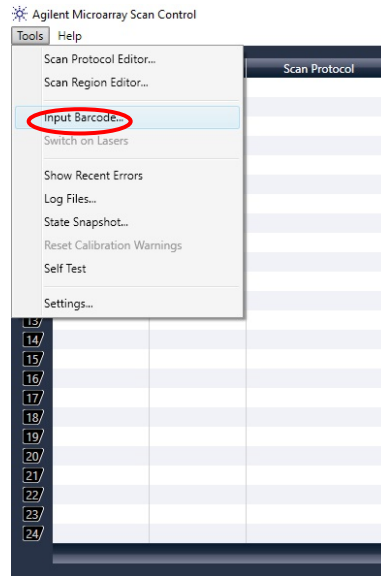 Agilent Microarray Scan Control
Tools Help
Scan Protocol Editor...
Scan Protocol
Scan Region Editor...
Input Barcode...
Switch on Lasers
Show Recent Errors
Log Files...
State Snapshot...
Reset Calibration Warnings
Self Test
Settings...
13
14
15
16
17
18
19
20
21
22
23
24